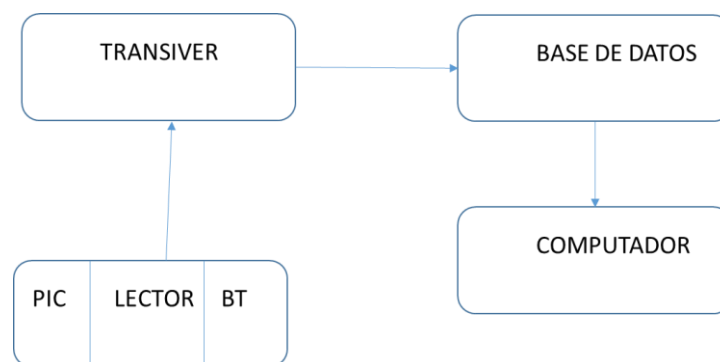 TRANSIVER
BASE DE DATOS
COMPUTADOR
PIC LECTOR BT